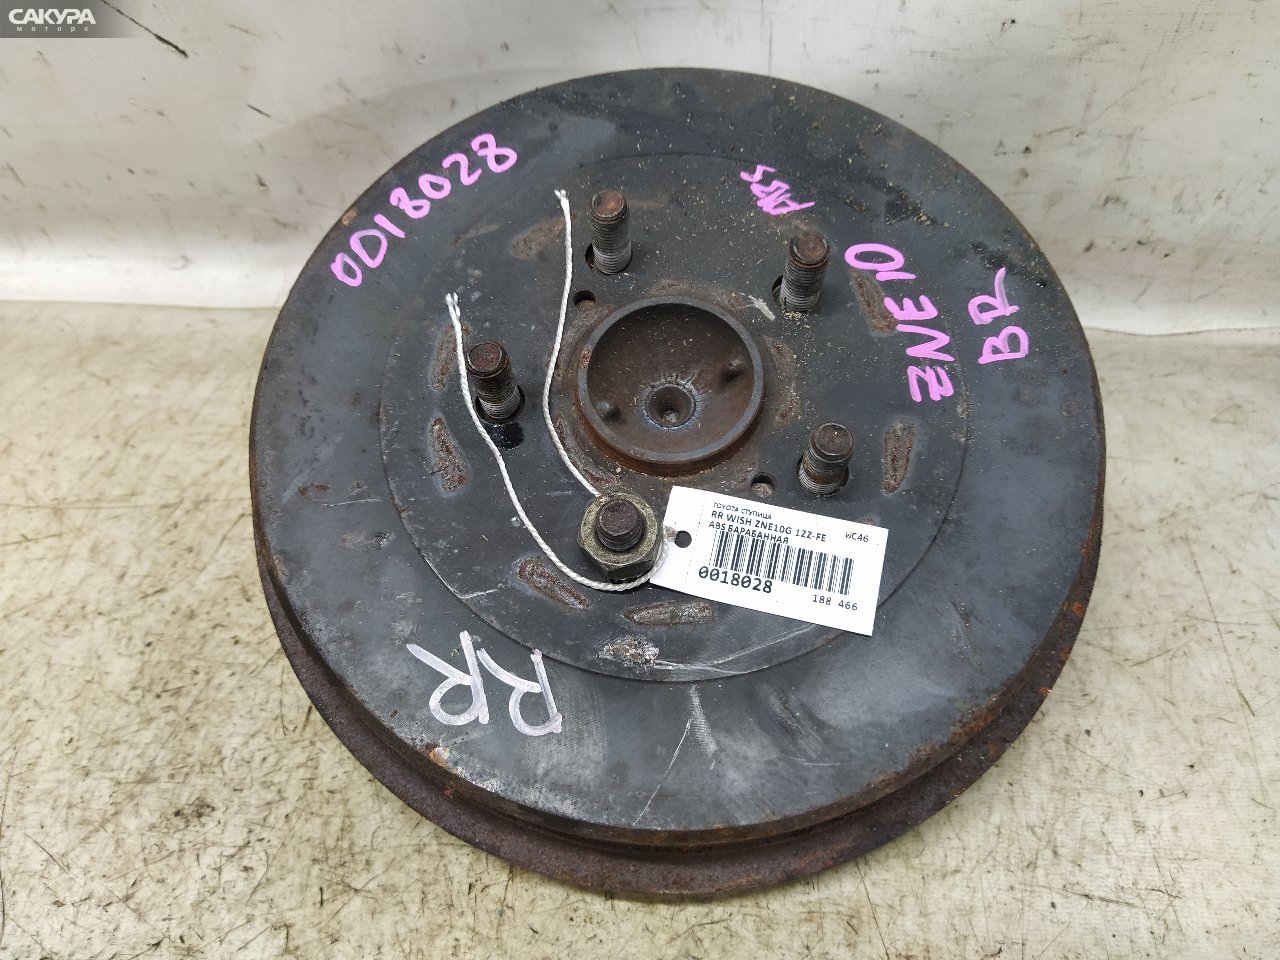 САКУРА
моторс
0018028
ABS
ZNE10
BR
TOYOTA СТУПИЦА
RR WISH ZNE10G 1ZZ-FE WC46
ABS БАРАБАННАЯ
0018028
188 466
RR